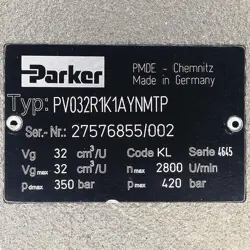 Parker
PMDE - Chemnitz
Made in Germany
Typ: PV032R1K1AYNMTP
Ser.-Nr.: 27576855/002
Vg 32 cm³/U Code KL Serie 4645
Vg 32 cm³/U nmax 2800 U/min
pdmax 350 bar pmax 420 bar